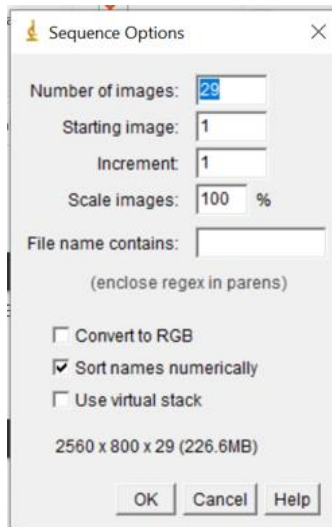 Sequence Options
Number of images: 29
Starting image: 1
Increment: 1
Scale images: 100 %
File name contains:
(enclose regex in parens)
Convert to RGB
Sort names numerically
Use virtual stack
2560 x 800 x 29 (226.6MB)
OK Cancel Help